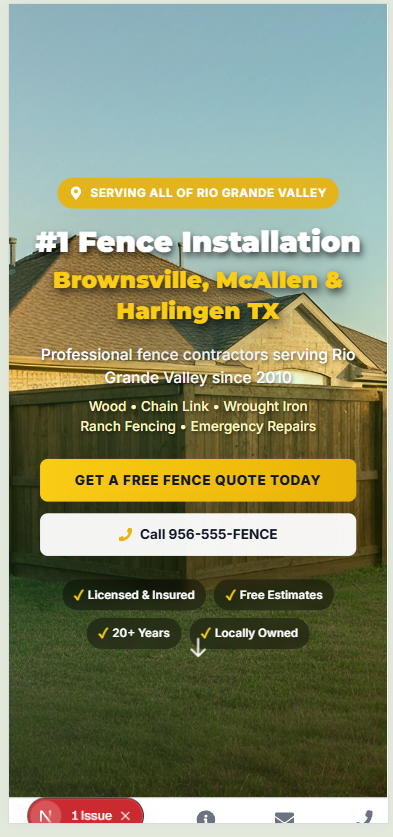 SERVING ALL OF RIO GRANDE VALLEY
#1 Fence Installation
Brownsville, McAllen &
Harlingen TX
Professional fence contractors serving Rio
Grande Valley since 2010
Wood • Chain Link • Wrought Iron
Ranch Fencing • Emergency Repairs
GET A FREE FENCE QUOTE TODAY
Call 956-555-FENCE
✓ Licensed & Insured
✓ Free Estimates
✓ 20+ Years
✓ Locally Owned
N 1 Issue ×